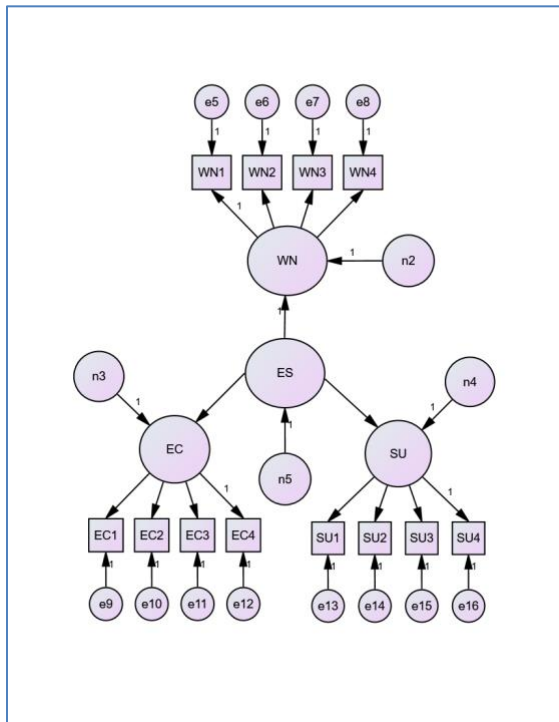 e5 e6 e7 e8
1 1 1 1
WN1 WN2 WN3 WN4
1
WN 1 n2
1
n3 ES n4
1 1
1
EC SU
n5
1 1
EC1 EC2 EC3 EC4 SU1 SU2 SU3 SU4
1 1 1 1 1 1 1 1
e9 e10 e11 e12 e13 e14 e15 e16